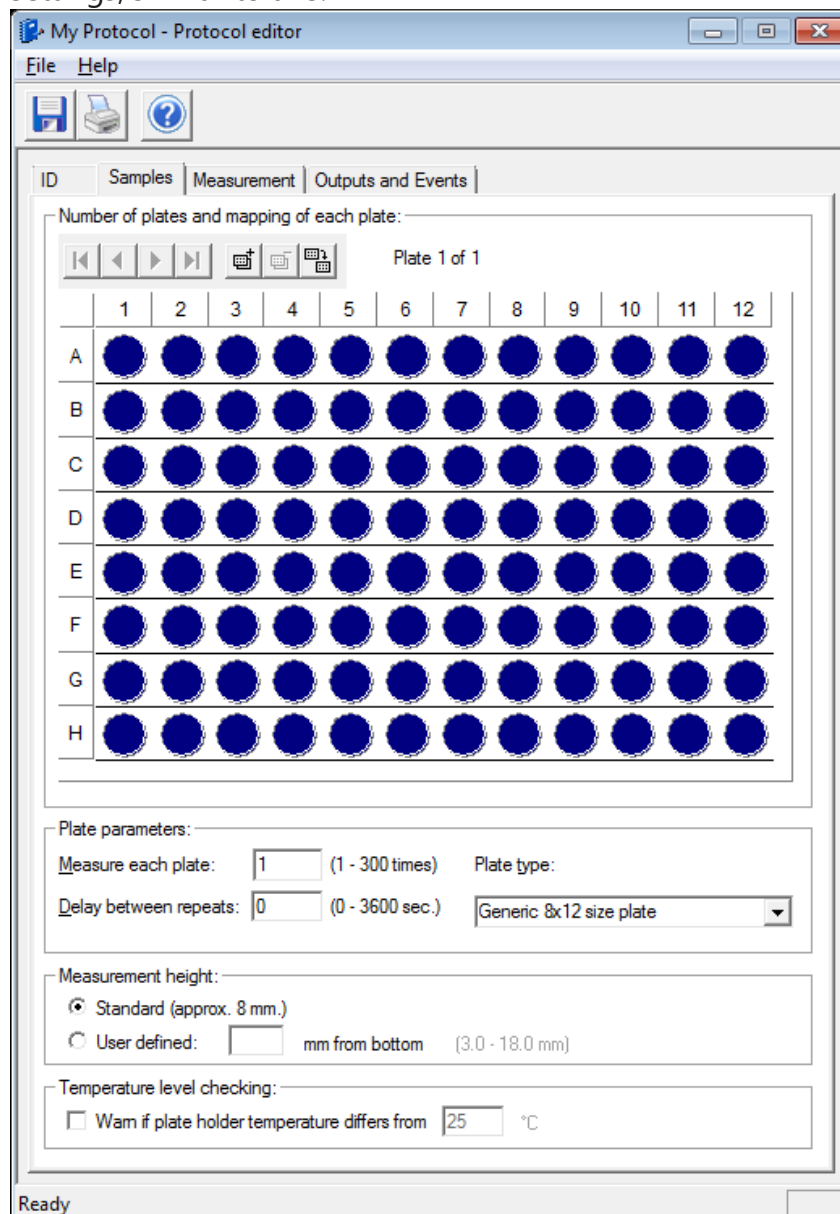 My Protocol - Protocol editor
File Help
ID Samples Measurement Outputs and Events
Number of plates and mapping of each plate:
Plate 1 of 1
1 2 3 4 5 6 7 8 9 10 11 12
A
B
C
D
E
F
G
H
Plate parameters:
Measure each plate: 1 (1 - 300 times) Plate type:
Delay between repeats: 0 (0 - 3600 sec.) Generic 8x12 size plate
Measurement height:
Standard (approx. 8 mm.)
User defined: mm from bottom (3.0 - 18.0 mm)
Temperature level checking:
Warn if plate holder temperature differs from 25 °C
Ready